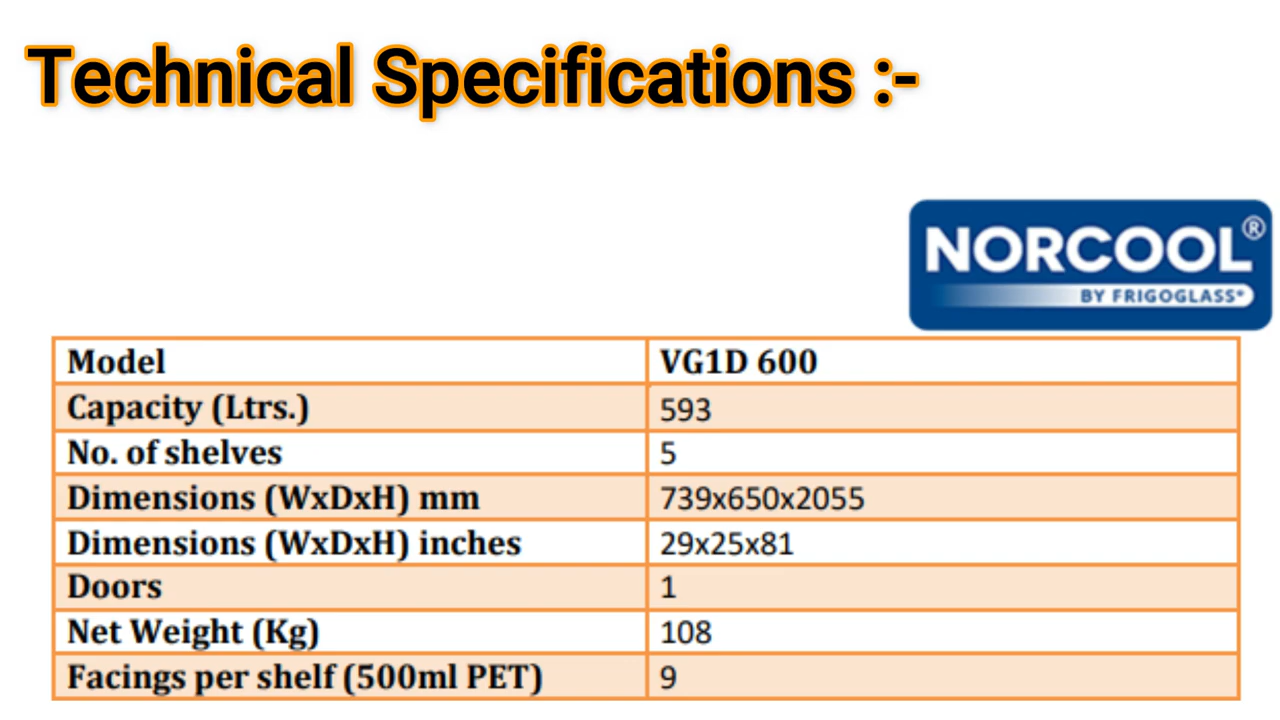 Technical Specifications :-
NORCOOL®
BY FRIGOGLASS®
Model VG1D 600
Capacity (Ltrs.) 593
No. of shelves 5
Dimensions (WxDxH) mm 739x650x2055
Dimensions (WxDxH) inches 29x25x81
Doors 1
Net Weight (Kg) 108
Facings per shelf (500ml PET) 9